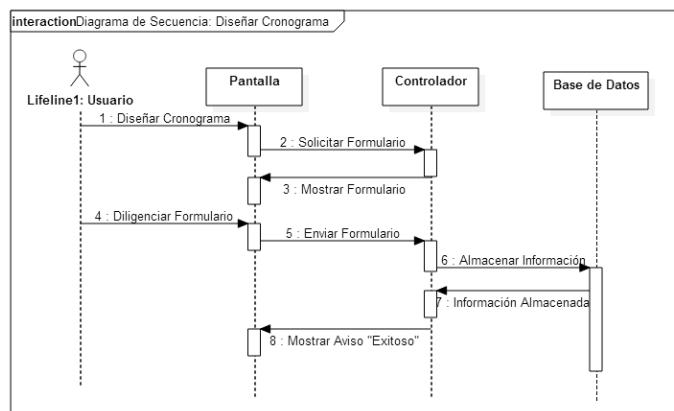 interactionDiagrama de Secuencia: Diseñar Cronograma
Lifeline1: Usuario
Pantalla
Controlador
Base de Datos
1 : Diseñar Cronograma
2 : Solicitar Formulario
3 : Mostrar Formulario
4 : Diligenciar Formulario
5 : Enviar Formulario
6 : Almacenar Información
7 : Información Almacenada
8 : Mostrar Aviso "Exitoso"